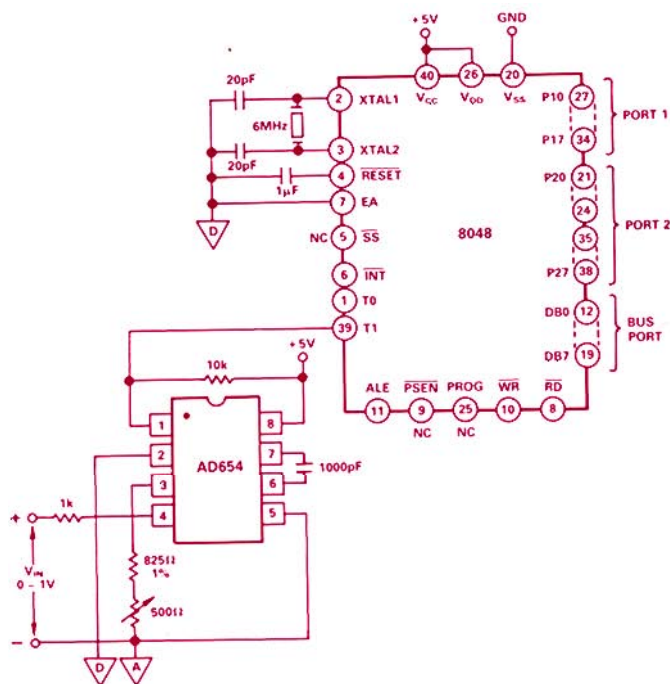 +5V
GND
40
26
20
V_CC
V_DD
V_SS
20pF
2
XTAL1
6MHz
3
XTAL2
20pF
4
RESET
1μF
7
EA
D
NC
5
SS
6
INT
1
T0
39
T1
8048
P10
27
PORT 1
P17
34
P20
21
24
PORT 2
35
P27
38
DB0
12
BUS
PORT
DB7
19
ALE
PSEN
PROG
WR
RD
11
9
25
10
8
NC
NC
+5V
10k
1
8
2
7
AD654
1000pF
3
6
4
5
1k
+
V_IN
0 – 1V
–
825Ω
1%
500Ω
D
A